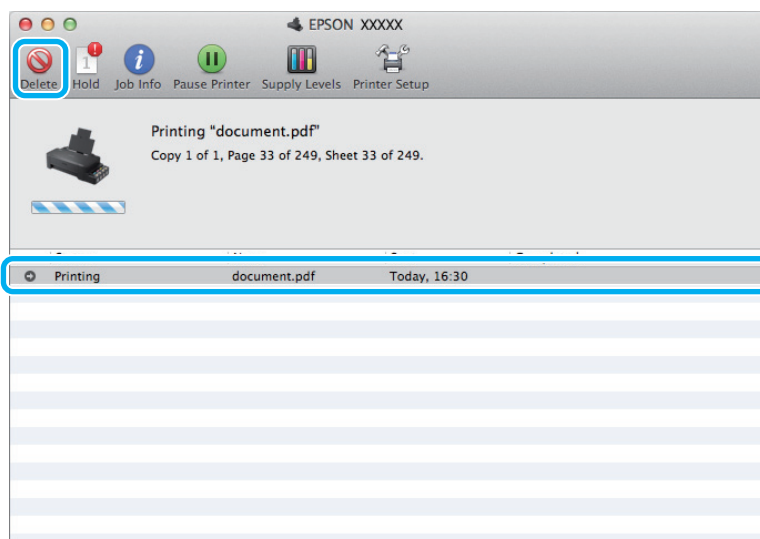 EPSON XXXXX
1
Delete Hold Job Info Pause Printer Supply Levels Printer Setup
Printing "document.pdf"
Copy 1 of 1, Page 33 of 249, Sheet 33 of 249.
Printing document.pdf Today, 16:30